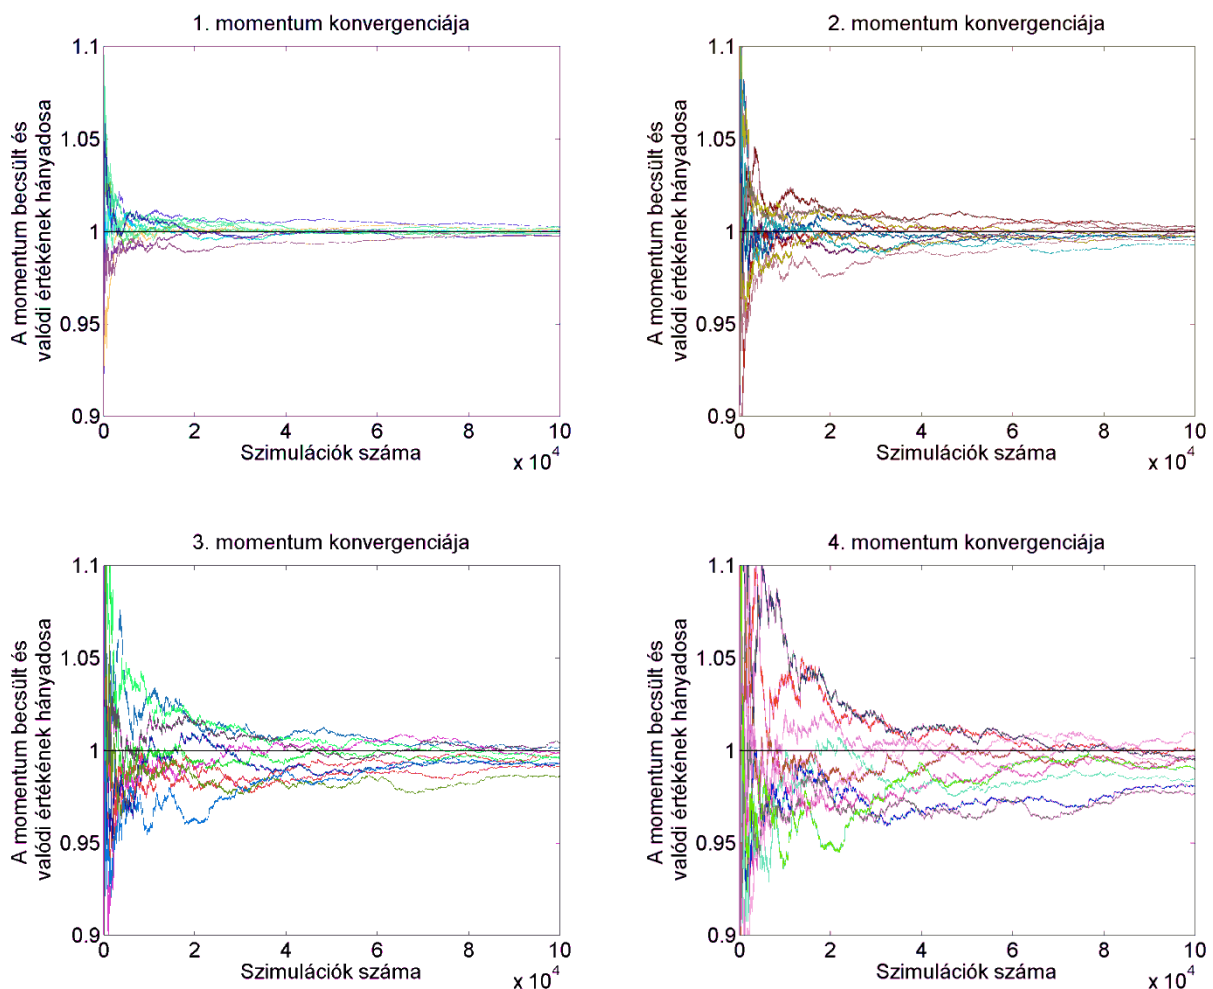 1. momentum konvergenciája
A momentum becsült és
valódi értékének hányadosa
1.1
1.05
1
0.95
0.9
0 2 4 6 8 10
Szimulációk száma
x 10^4
2. momentum konvergenciája
A momentum becsült és
valódi értékének hányadosa
1.1
1.05
1
0.95
0.9
0 2 4 6 8 10
Szimulációk száma
x 10^4
3. momentum konvergenciája
A momentum becsült és
valódi értékének hányadosa
1.1
1.05
1
0.95
0.9
0 2 4 6 8 10
Szimulációk száma
x 10^4
4. momentum konvergenciája
A momentum becsült és
valódi értékének hányadosa
1.1
1.05
1
0.95
0.9
0 2 4 6 8 10
Szimulációk száma
x 10^4